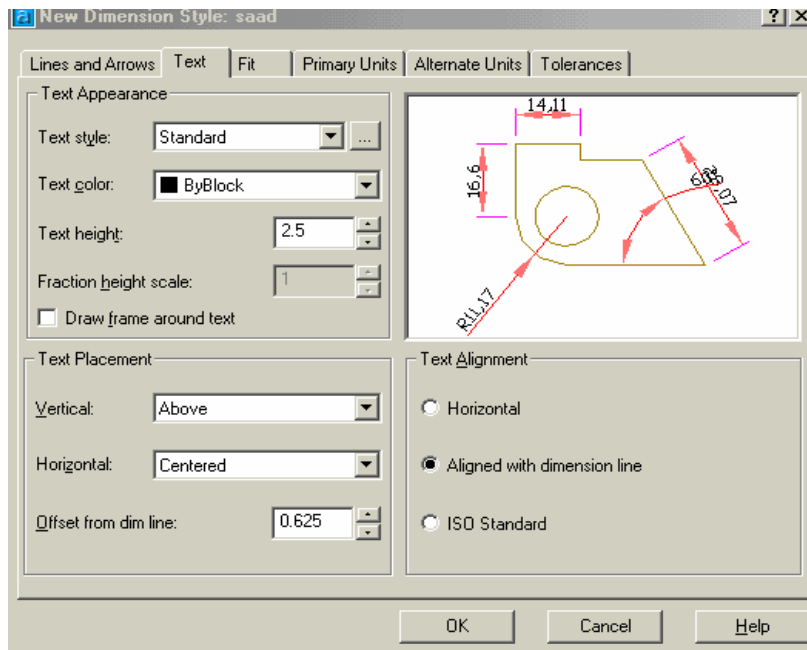 New Dimension Style: saad
Lines and Arrows Text Fit Primary Units Alternate Units Tolerances
Text Appearance
Text style: Standard ...
Text color: ByBlock
Text height: 2.5
Fraction height scale: 1
Draw frame around text
14,11
16,6
R11,17
Text Placement
Vertical: Above
Horizontal: Centered
Offset from dim line: 0.625
Text Alignment
Horizontal
Aligned with dimension line
ISO Standard
OK Cancel Help